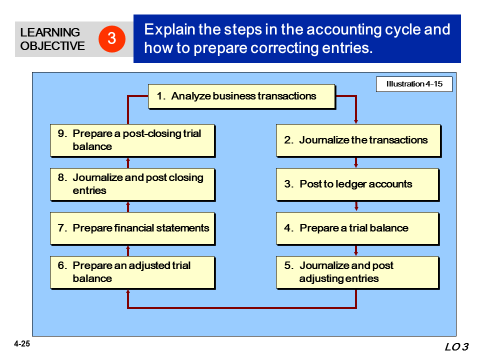 LEARNING
OBJECTIVE
3
Explain the steps in the accounting cycle and
how to prepare correcting entries.
Illustration 4-15
1. Analyze business transactions
9. Prepare a post-closing trial
balance
2. Journalize the transactions
8. Journalize and post closing
entries
3. Post to ledger accounts
7. Prepare financial statements
4. Prepare a trial balance
6. Prepare an adjusted trial
balance
5. Journalize and post
adjusting entries
4-25
LO 3